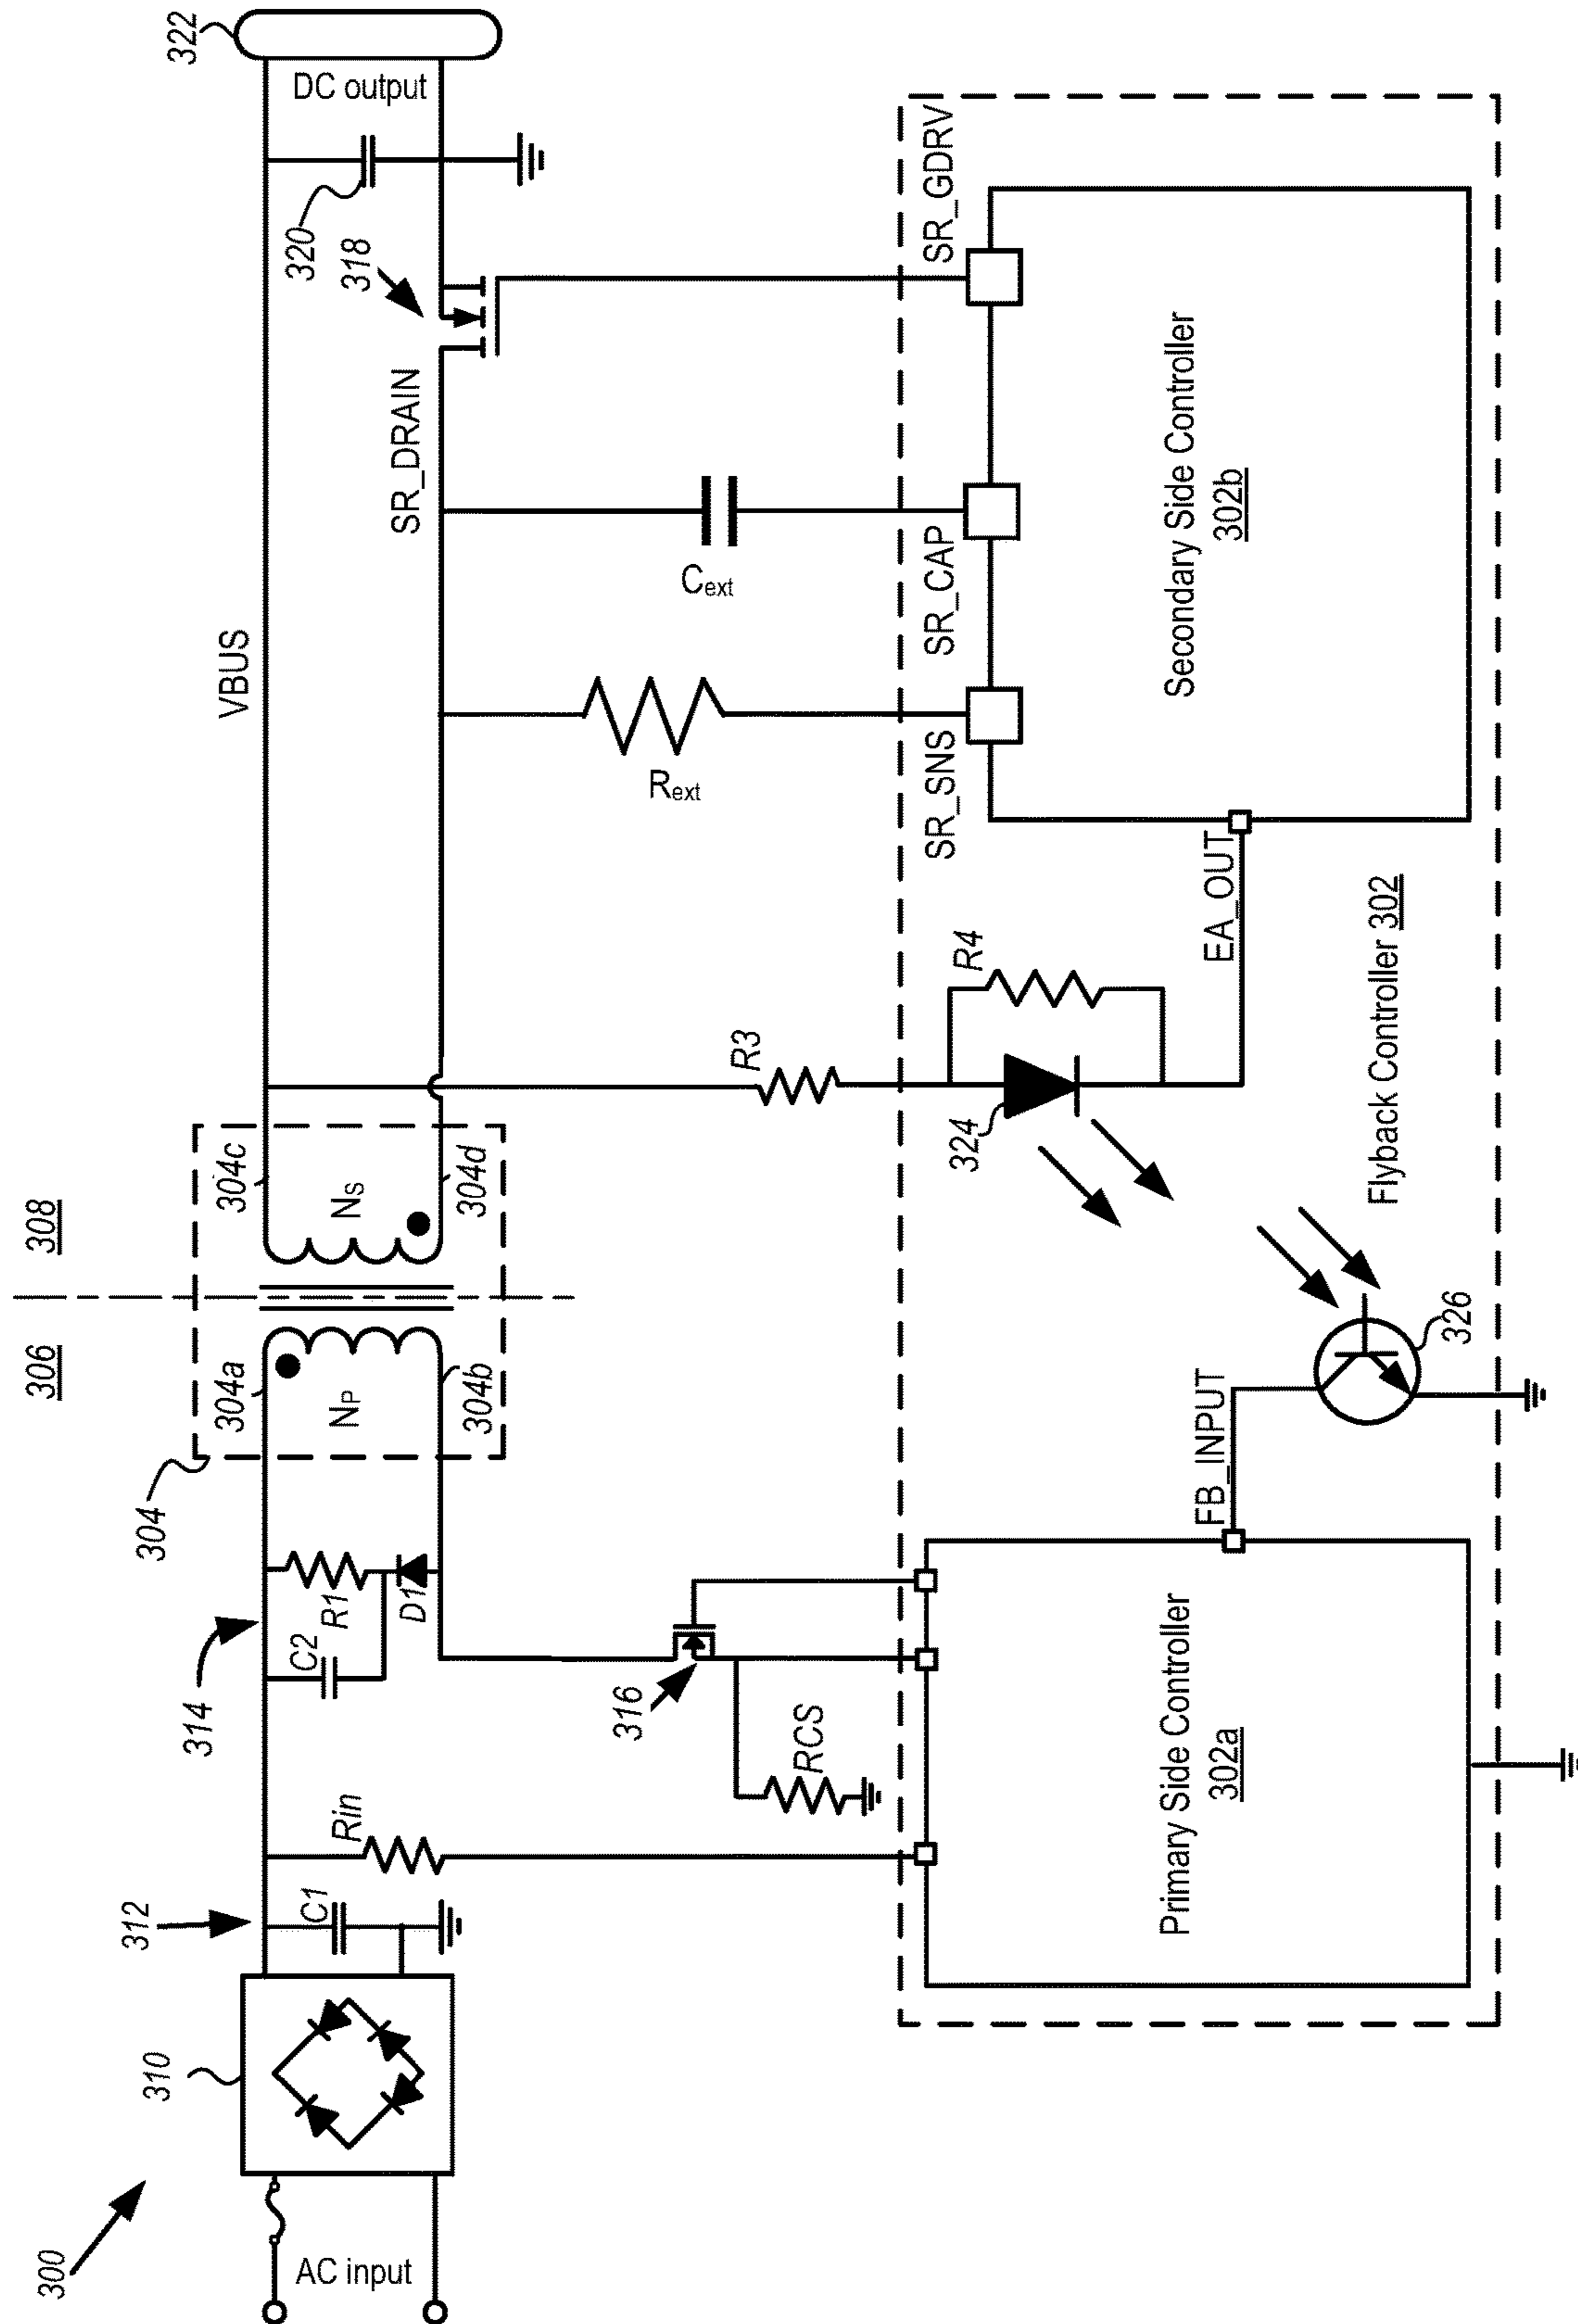 300
AC input
310
312
C1
Rin
314
C2
R1
D1
304
306
308
304a
NP
304b
304c
NS
304d
VBUS
SR_DRAIN
318
320
DC output
322
316
RCS
R3
Rext
Cext
SR_SNS
SR_CAP
SR_GDRV
324
R4
EA_OUT
Secondary Side Controller
302b
Primary Side Controller
302a
FB_INPUT
326
Flyback Controller 302